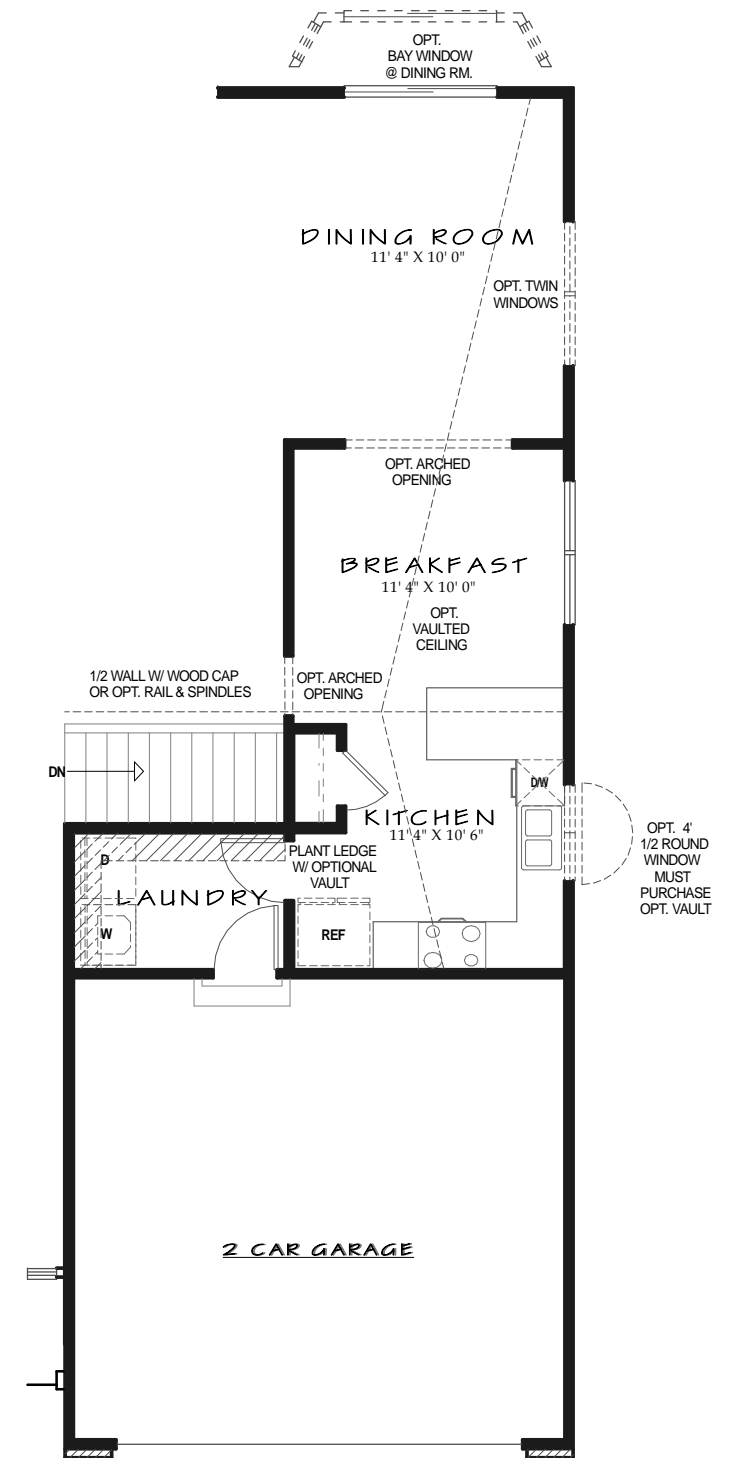 OPT.
BAY WINDOW
@ DINING RM.
DINING ROOM
11' 4" X 10' 0"
OPT. TWIN
WINDOWS
OPT. ARCHED
OPENING
BREAKFAST
11' 4" X 10' 0"
OPT.
VAULTED
CEILING
1/2 WALL W/ WOOD CAP
OR OPT. RAIL & SPINDLES
OPT. ARCHED
OPENING
DN
D/W
KITCHEN
11' 4" X 10' 6"
OPT. 4'
1/2 ROUND
WINDOW
MUST
PURCHASE
OPT. VAULT
PLANT LEDGE
W/ OPTIONAL
VAULT
D
LAUNDRY
W
REF
2 CAR GARAGE